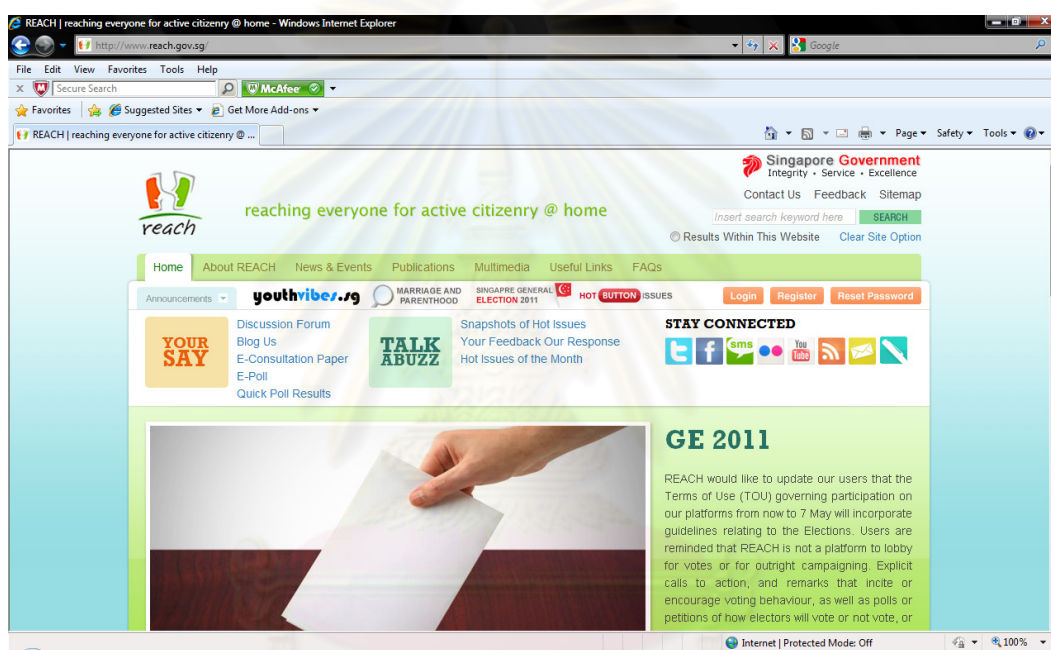 REACH | reaching everyone for active citizenry @ home - Windows Internet Explorer
http://www.reach.gov.sg/
Google
File Edit View Favorites Tools Help
x Secure Search McAfee
Favorites Suggested Sites Get More Add-ons
REACH | reaching everyone for active citizenry @ ...
Page Safety Tools
Singapore Government
Integrity • Service • Excellence
Contact Us Feedback Sitemap
reach
reaching everyone for active citizenry @ home
Insert search keyword here SEARCH
Results Within This Website Clear Site Option
Home About REACH News & Events Publications Multimedia Useful Links FAQs
Announcements
youthvibes.sg
MARRIAGE AND
PARENTHOOD
SINGAPRE GENERAL
ELECTION 2011
HOT BUTTON ISSUES
Login Register Reset Password
YOUR
SAY
Discussion Forum
Blog Us
E-Consultation Paper
E-Poll
Quick Poll Results
TALK
ABUZZ
Snapshots of Hot Issues
Your Feedback Our Response
Hot Issues of the Month
STAY CONNECTED
sms
You
Tube
GE 2011
REACH would like to update our users that the
Terms of Use (TOU) governing participation on
our platforms from now to 7 May will incorporate
guidelines relating to the Elections. Users are
reminded that REACH is not a platform to lobby
for votes or for outright campaigning. Explicit
calls to action, and remarks that incite or
encourage voting behaviour, as well as polls or
petitions of how electors will vote or not vote, or
Internet | Protected Mode: Off
100%